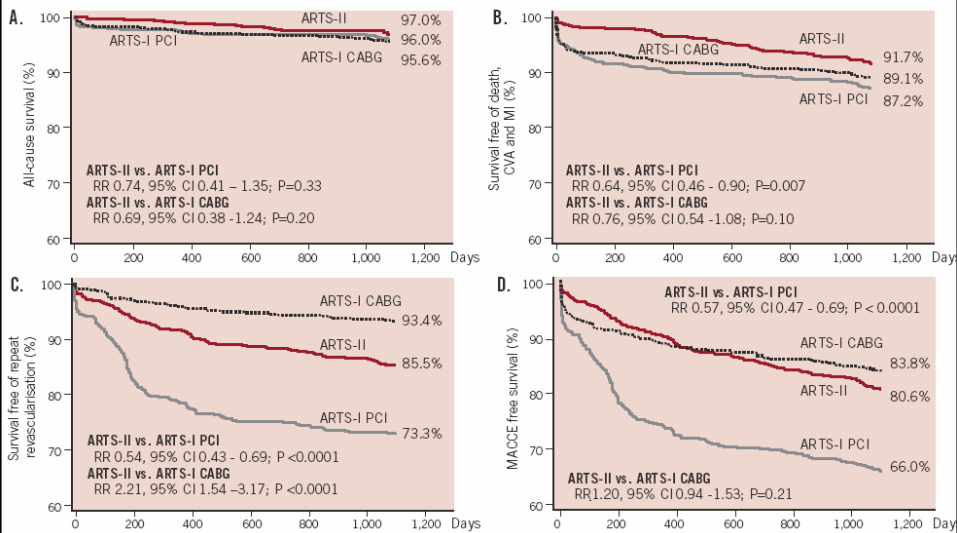 A.
All-cause survival (%)
100
90
80
70
60
0 200 400 600 800 1,000 1,200 Days
ARTS-II
97.0%
ARTS-I PCI
96.0%
ARTS-I CABG
95.6%
ARTS-II vs. ARTS-I PCI
RR 0.74, 95% CI 0.41 – 1.35; P=0.33
ARTS-II vs. ARTS-I CABG
RR 0.69, 95% CI 0.38 -1.24; P=0.20
B.
Survival free of death,
CVA and MI (%)
100
90
80
70
60
0 200 400 600 800 1,000 1,200 Days
ARTS-II
91.7%
ARTS-I CABG
89.1%
ARTS-I PCI
87.2%
ARTS-II vs. ARTS-I PCI
RR 0.64, 95% CI 0.46 - 0.90; P=0.007
ARTS-II vs. ARTS-I CABG
RR 0.76, 95% CI 0.54 -1.08; P=0.10
C.
Survival free of repeat
revascularisation (%)
100
90
80
70
60
0 200 400 600 800 1,000 1,200 Days
ARTS-I CABG
93.4%
ARTS-II
85.5%
ARTS-I PCI
73.3%
ARTS-II vs. ARTS-I PCI
RR 0.54, 95% CI 0.43 - 0.69; P <0.0001
ARTS-II vs. ARTS-I CABG
RR 2.21, 95% CI 1.54 –3.17; P <0.0001
D.
MACCE free survival (%)
100
90
80
70
60
0 200 400 600 800 1,000 1,200 Days
ARTS-II vs. ARTS-I PCI
RR 0.57, 95% CI 0.47 - 0.69; P < 0.0001
ARTS-I CABG
83.8%
ARTS-II
80.6%
ARTS-I PCI
66.0%
ARTS-II vs. ARTS-I CABG
RR1.20, 95% CI 0.94 -1.53; P=0.21